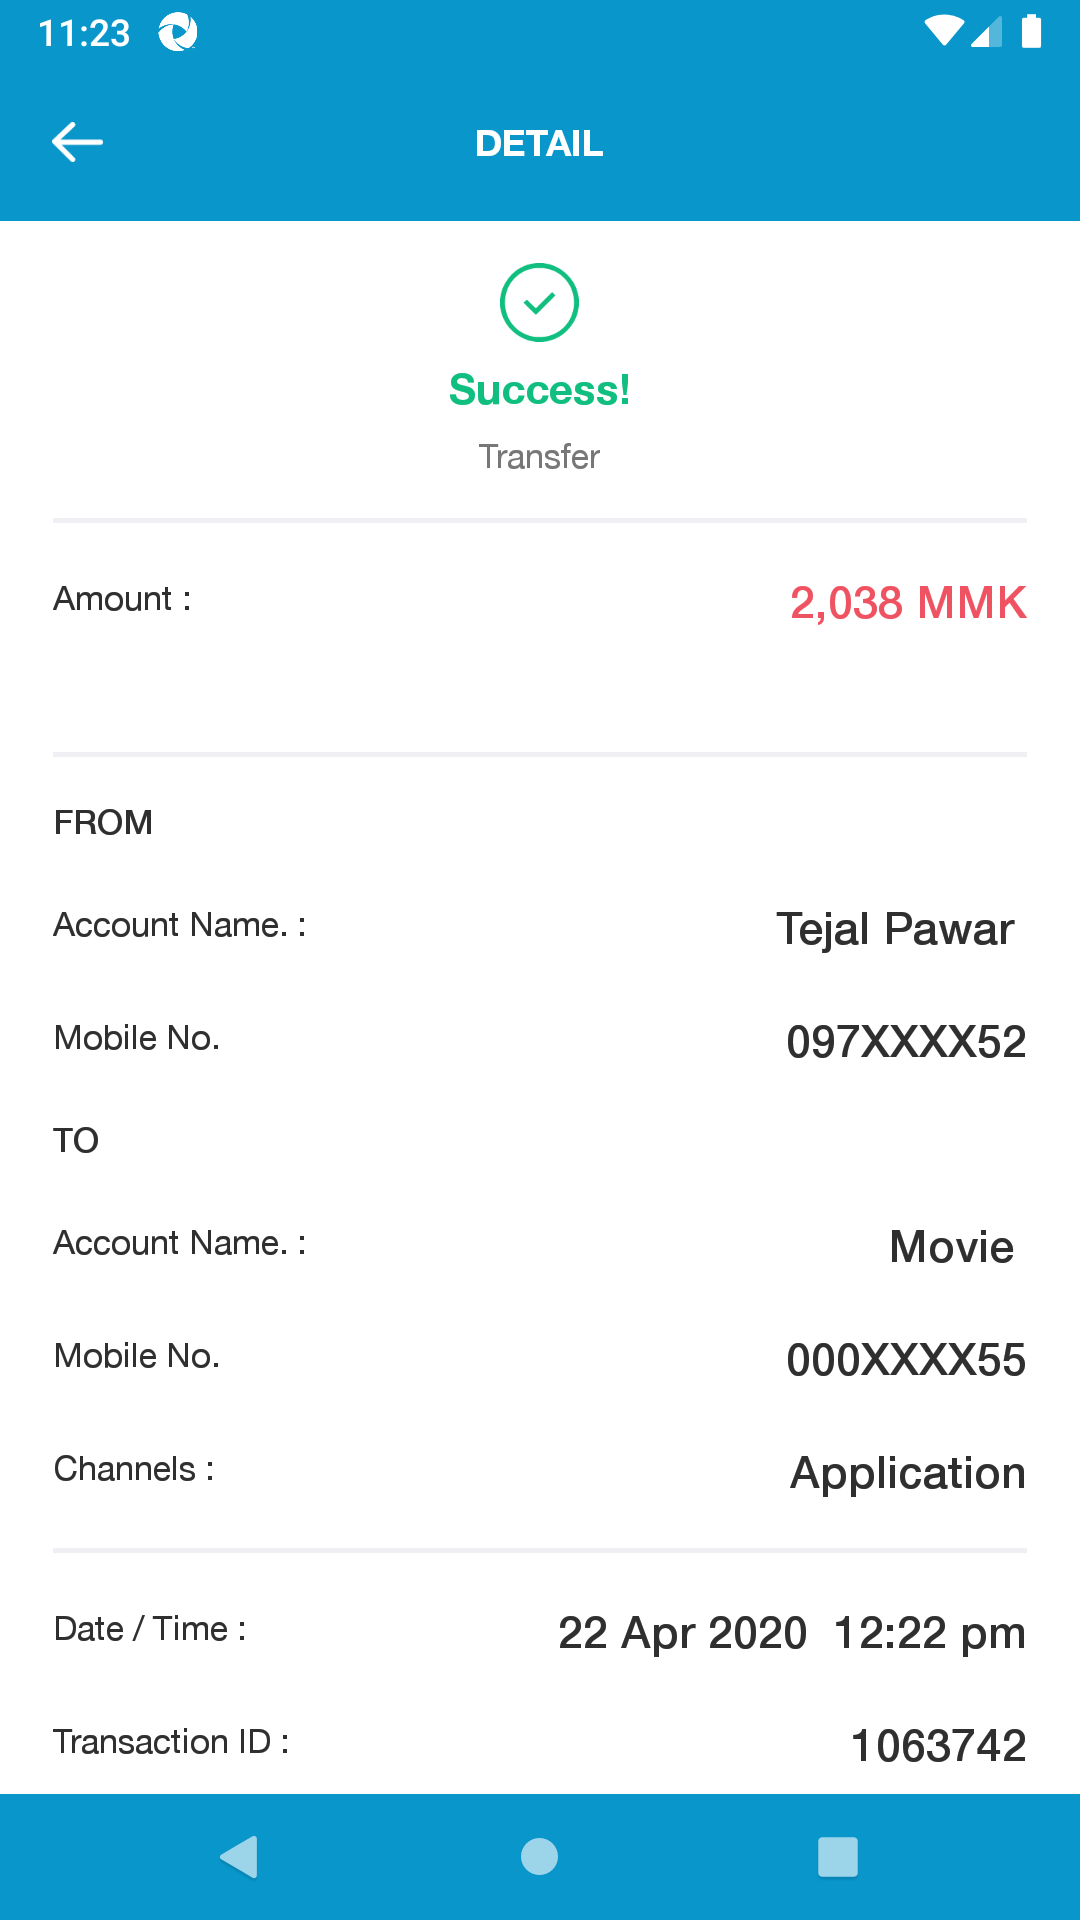 11:23
DETAIL
Success!
Transfer
Amount : 2,038 MMK
FROM
Account Name. : Tejal Pawar
Mobile No. 097XXXX52
TO
Account Name. : Movie
Mobile No. 000XXXX55
Channels : Application
Date / Time : 22 Apr 2020 12:22 pm
Transaction ID : 1063742